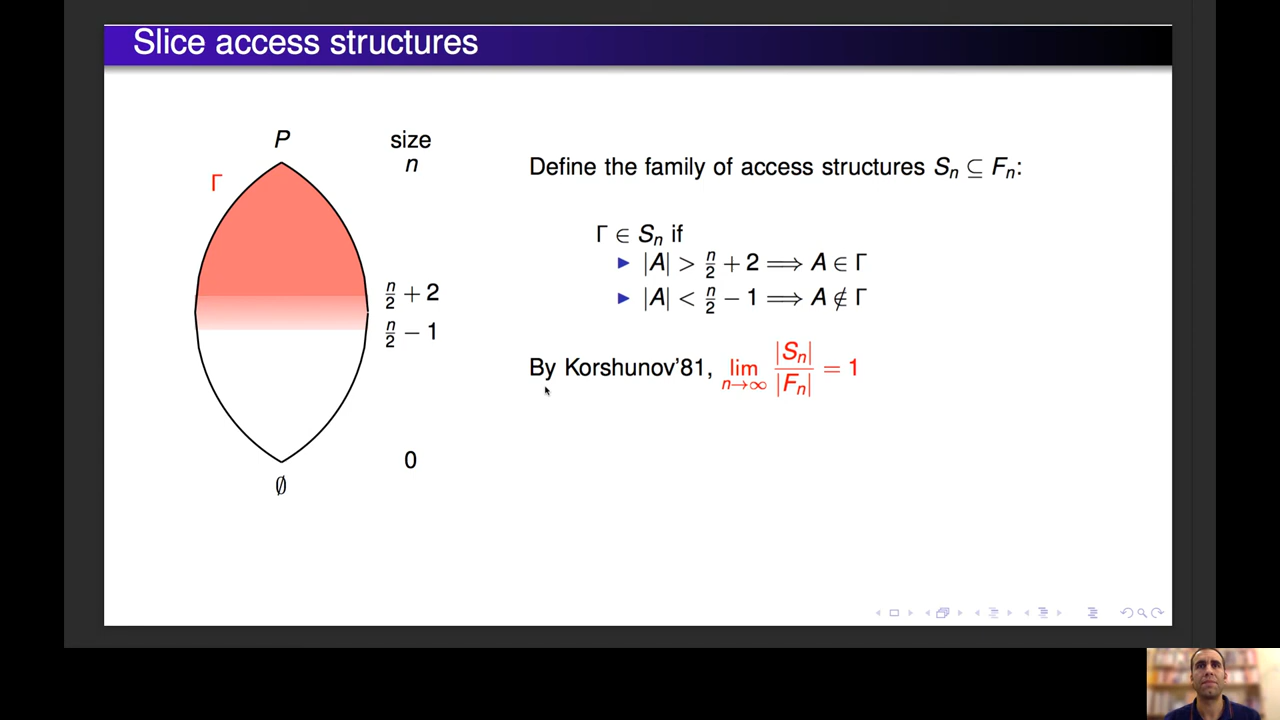 Slice access structures
P
size
n
Γ
n/2 + 2
n/2 − 1
0
∅
Define the family of access structures Sₙ ⊆ Fₙ:
Γ ∈ Sₙ if
▶ |A| > n/2 + 2 ⟹ A ∈ Γ
▶ |A| < n/2 − 1 ⟹ A ∉ Γ
By Korshunov'81, lim n→∞ |Sₙ|/|Fₙ| = 1